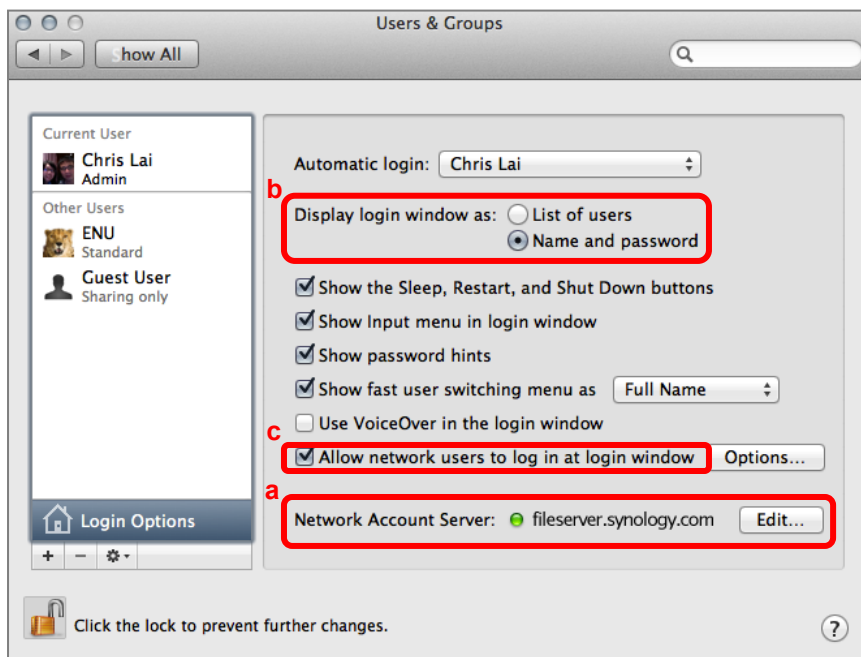 Users & Groups
Show All
Current User
Chris Lai
Admin
Other Users
ENU
Standard
Guest User
Sharing only
Login Options
+ −
Automatic login: Chris Lai
b
Display login window as: List of users
Name and password
Show the Sleep, Restart, and Shut Down buttons
Show Input menu in login window
Show password hints
Show fast user switching menu as Full Name
Use VoiceOver in the login window
c
Allow network users to log in at login window Options...
a
Network Account Server: fileserver.synology.com Edit...
Click the lock to prevent further changes.
?